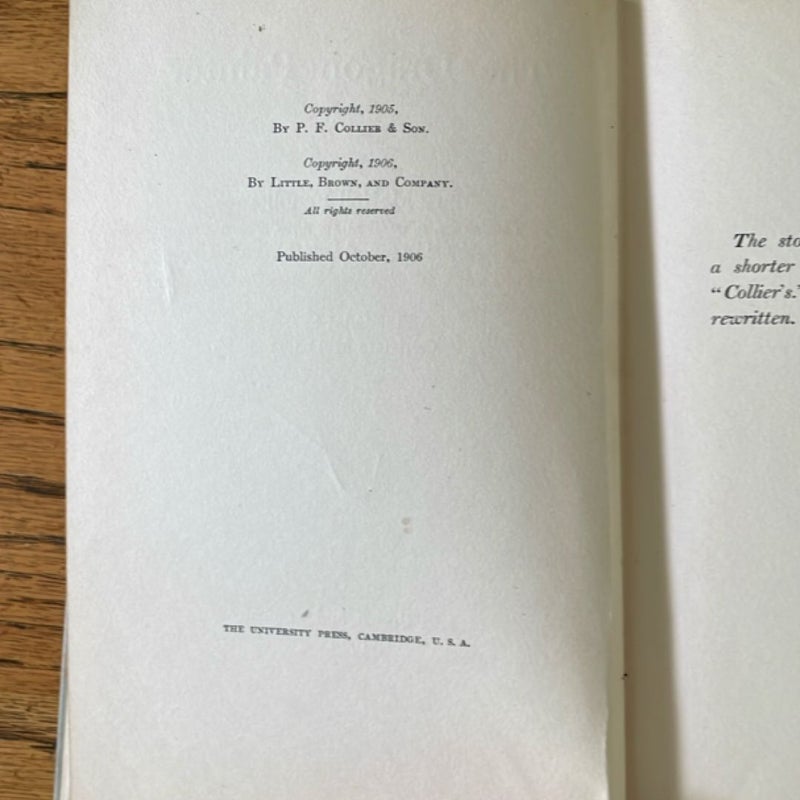 Copyright, 1905,
By P. F. Collier & Son.
Copyright, 1906,
By Little, Brown, and Company.
All rights reserved
Published October, 1906
THE UNIVERSITY PRESS, CAMBRIDGE, U. S. A.
The
a shorter
"Collier's."
rewritten.